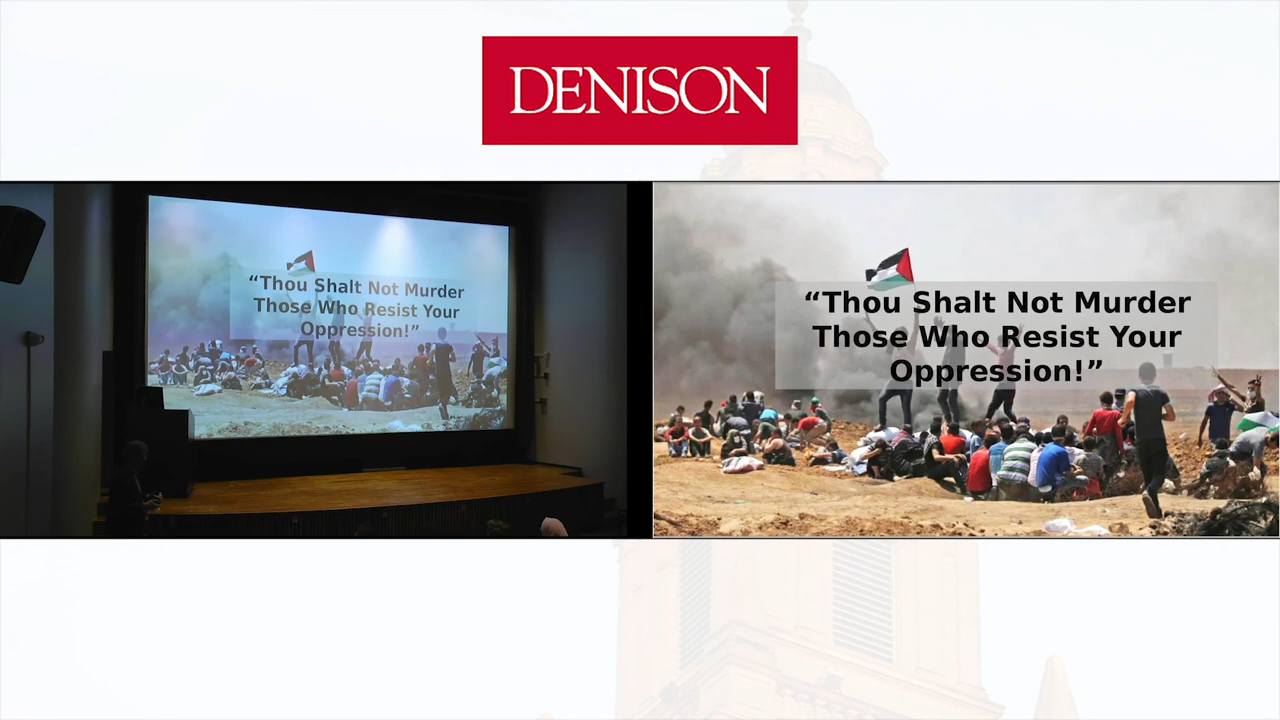 DENISON
“Thou Shalt Not Murder
Those Who Resist Your
Oppression!”
“Thou Shalt Not Murder
Those Who Resist Your
Oppression!”